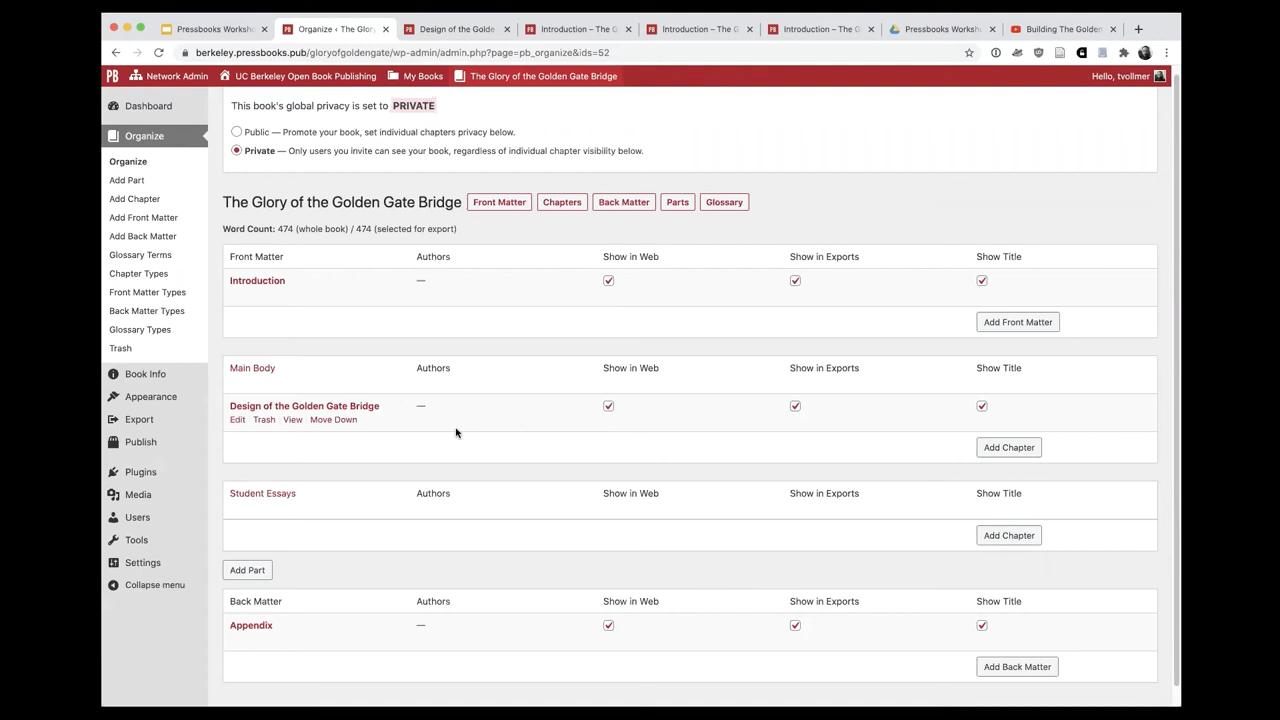 Pressbooks Worksho
Organize ‹ The Glory
Design of the Golde
Introduction – The G
Introduction – The G
Introduction – The G
Pressbooks Worksho
Building The Golden
berkeley.pressbooks.pub/gloryofgoldengate/wp-admin/admin.php?page=pb_organize&ids=52
Network Admin
UC Berkeley Open Book Publishing
My Books
The Glory of the Golden Gate Bridge
Hello, tvollmer
Dashboard
Organize
Organize
Add Part
Add Chapter
Add Front Matter
Add Back Matter
Glossary Terms
Chapter Types
Front Matter Types
Back Matter Types
Glossary Types
Trash
Book Info
Appearance
Export
Publish
Plugins
Media
Users
Tools
Settings
Collapse menu
This book's global privacy is set to PRIVATE
Public — Promote your book, set individual chapters privacy below.
Private — Only users you invite can see your book, regardless of individual chapter visibility below.
The Glory of the Golden Gate Bridge Front Matter Chapters Back Matter Parts Glossary
Word Count: 474 (whole book) / 474 (selected for export)
Front Matter Authors Show in Web Show in Exports Show Title
Introduction —
Add Front Matter
Main Body Authors Show in Web Show in Exports Show Title
Design of the Golden Gate Bridge —
Edit Trash View Move Down
Add Chapter
Student Essays Authors Show in Web Show in Exports Show Title
Add Chapter
Add Part
Back Matter Authors Show in Web Show in Exports Show Title
Appendix —
Add Back Matter